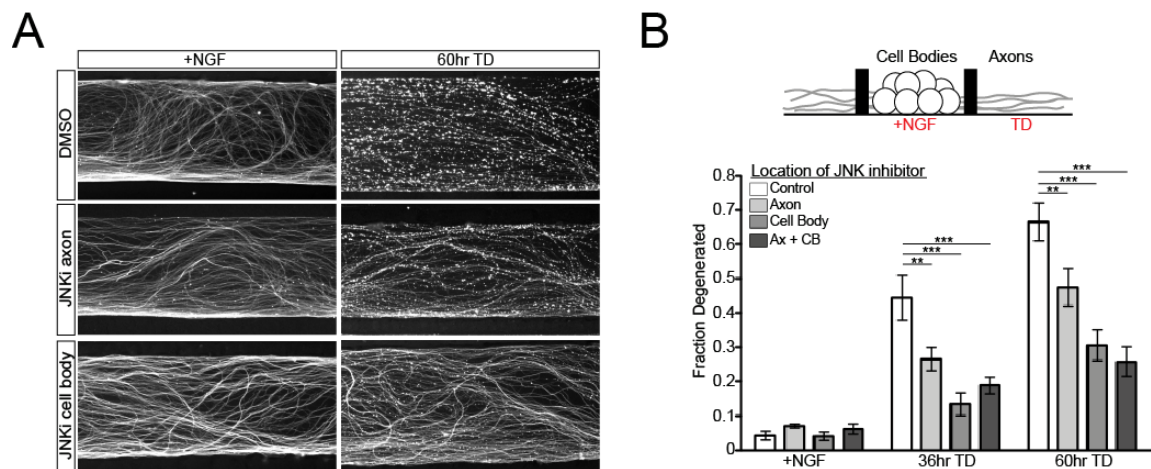 A
+NGF
60hr TD
DMSO
JNKi axon
JNKi cell body
B
Cell Bodies
Axons
+NGF
TD
Location of JNK inhibitor
Control
Axon
Cell Body
Ax + CB
Fraction Degenerated
0.8
0.7
0.6
0.5
0.4
0.3
0.2
0.1
0
***
***
**
***
***
**
+NGF
36hr TD
60hr TD